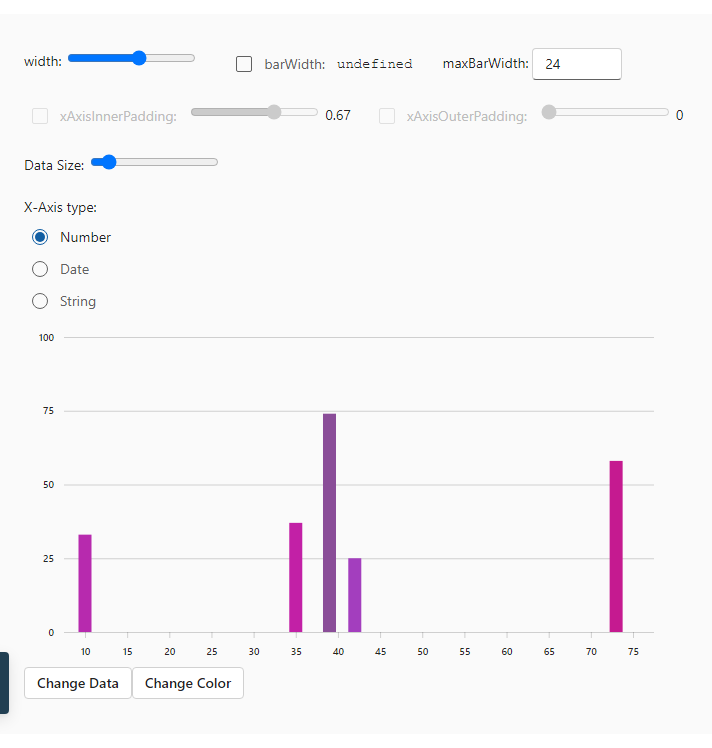 width: barWidth: undefined maxBarWidth: 24
xAxisInnerPadding: 0.67 xAxisOuterPadding: 0
Data Size:
X-Axis type:
Number
Date
String
100
75
50
25
0
10 15 20 25 30 35 40 45 50 55 60 65 70 75
Change Data Change Color